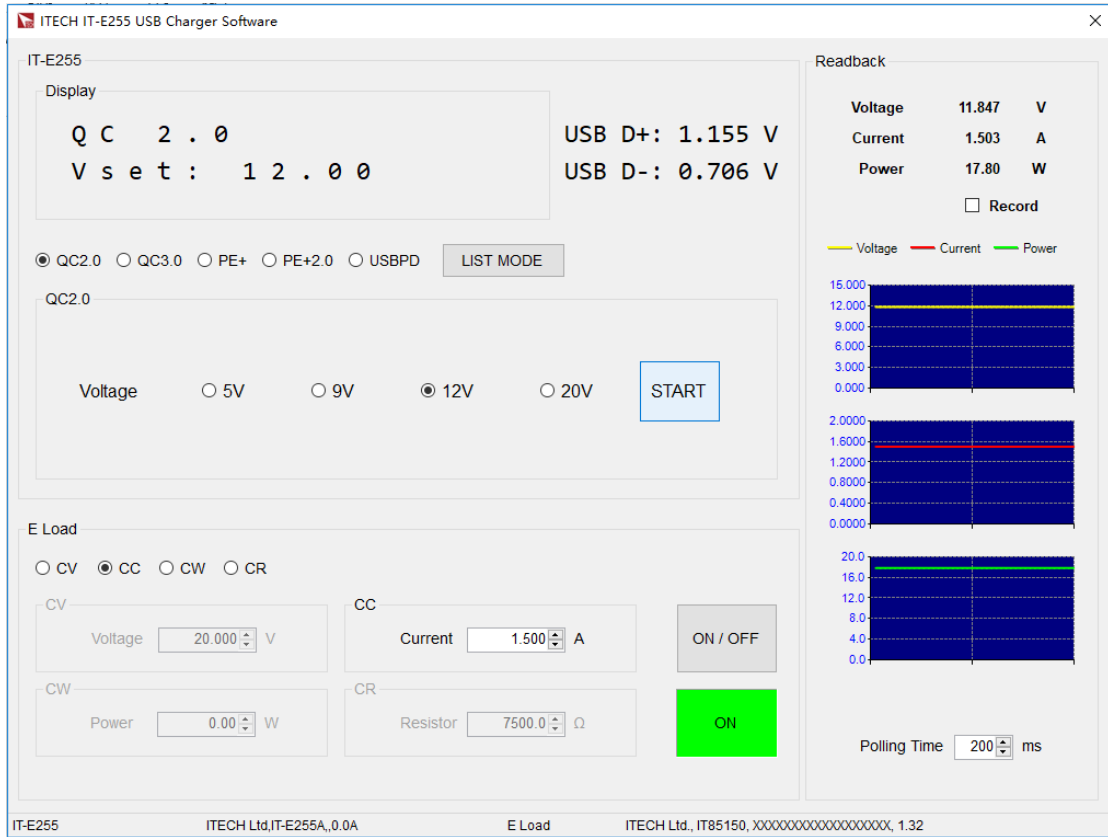 ITECH IT-E255 USB Charger Software
IT-E255
Display
QC 2.0
Vset: 12.00
USB D+: 1.155 V
USB D-: 0.706 V
QC2.0 QC3.0 PE+ PE+2.0 USBPD LIST MODE
QC2.0
Voltage 5V 9V 12V 20V START
E Load
CV CC CW CR
CV
Voltage 20.000 V
CC
Current 1.500 A
ON / OFF
CW
Power 0.00 W
CR
Resistor 7500.0 Ω
ON
Readback
Voltage 11.847 V
Current 1.503 A
Power 17.80 W
Record
Voltage Current Power
15.000
12.000
9.000
6.000
3.000
0.000
2.0000
1.6000
1.2000
0.8000
0.4000
0.0000
20.0
16.0
12.0
8.0
4.0
0.0
Polling Time 200 ms
IT-E255 ITECH Ltd,IT-E255A,,0.0A E Load ITECH Ltd., IT85150, XXXXXXXXXXXXXXXXXX, 1.32